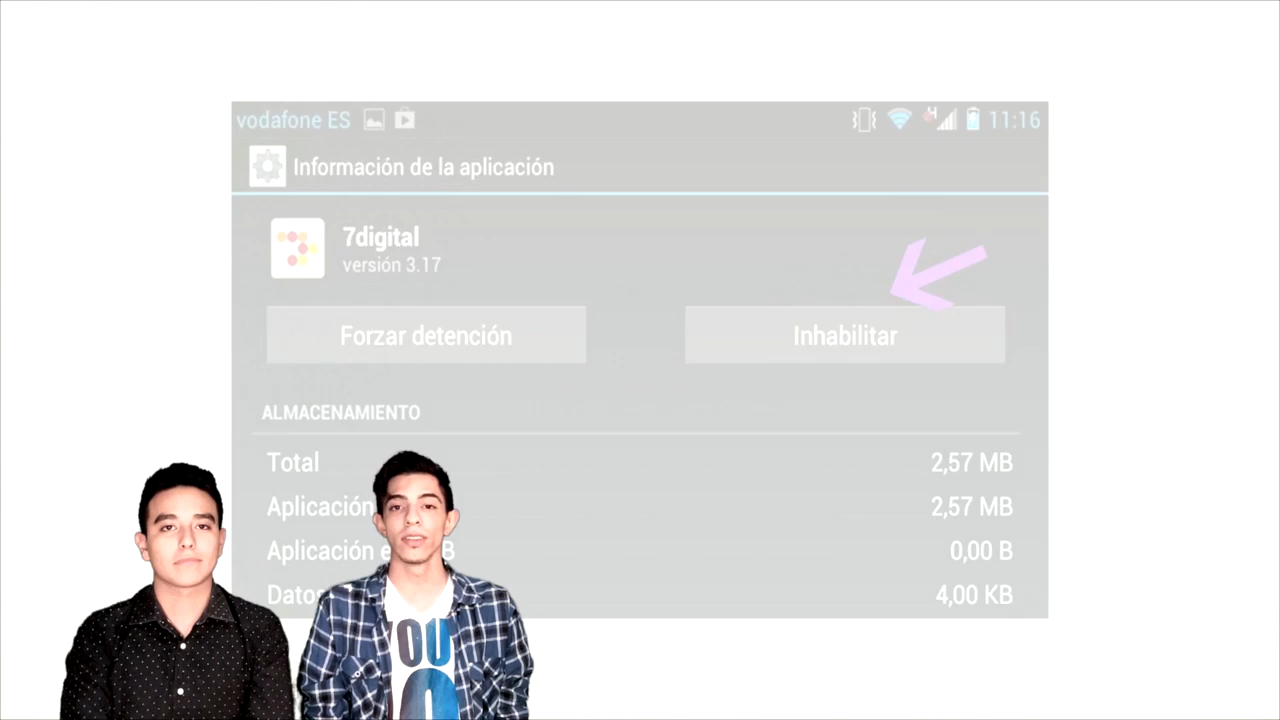 vodafone ES 11:16
Información de la aplicación
7digital
versión 3.17
Forzar detención Inhabilitar
ALMACENAMIENTO
Total 2,57 MB
Aplicación 2,57 MB
Aplicación e B 0,00 B
Datos 4,00 KB
YOU